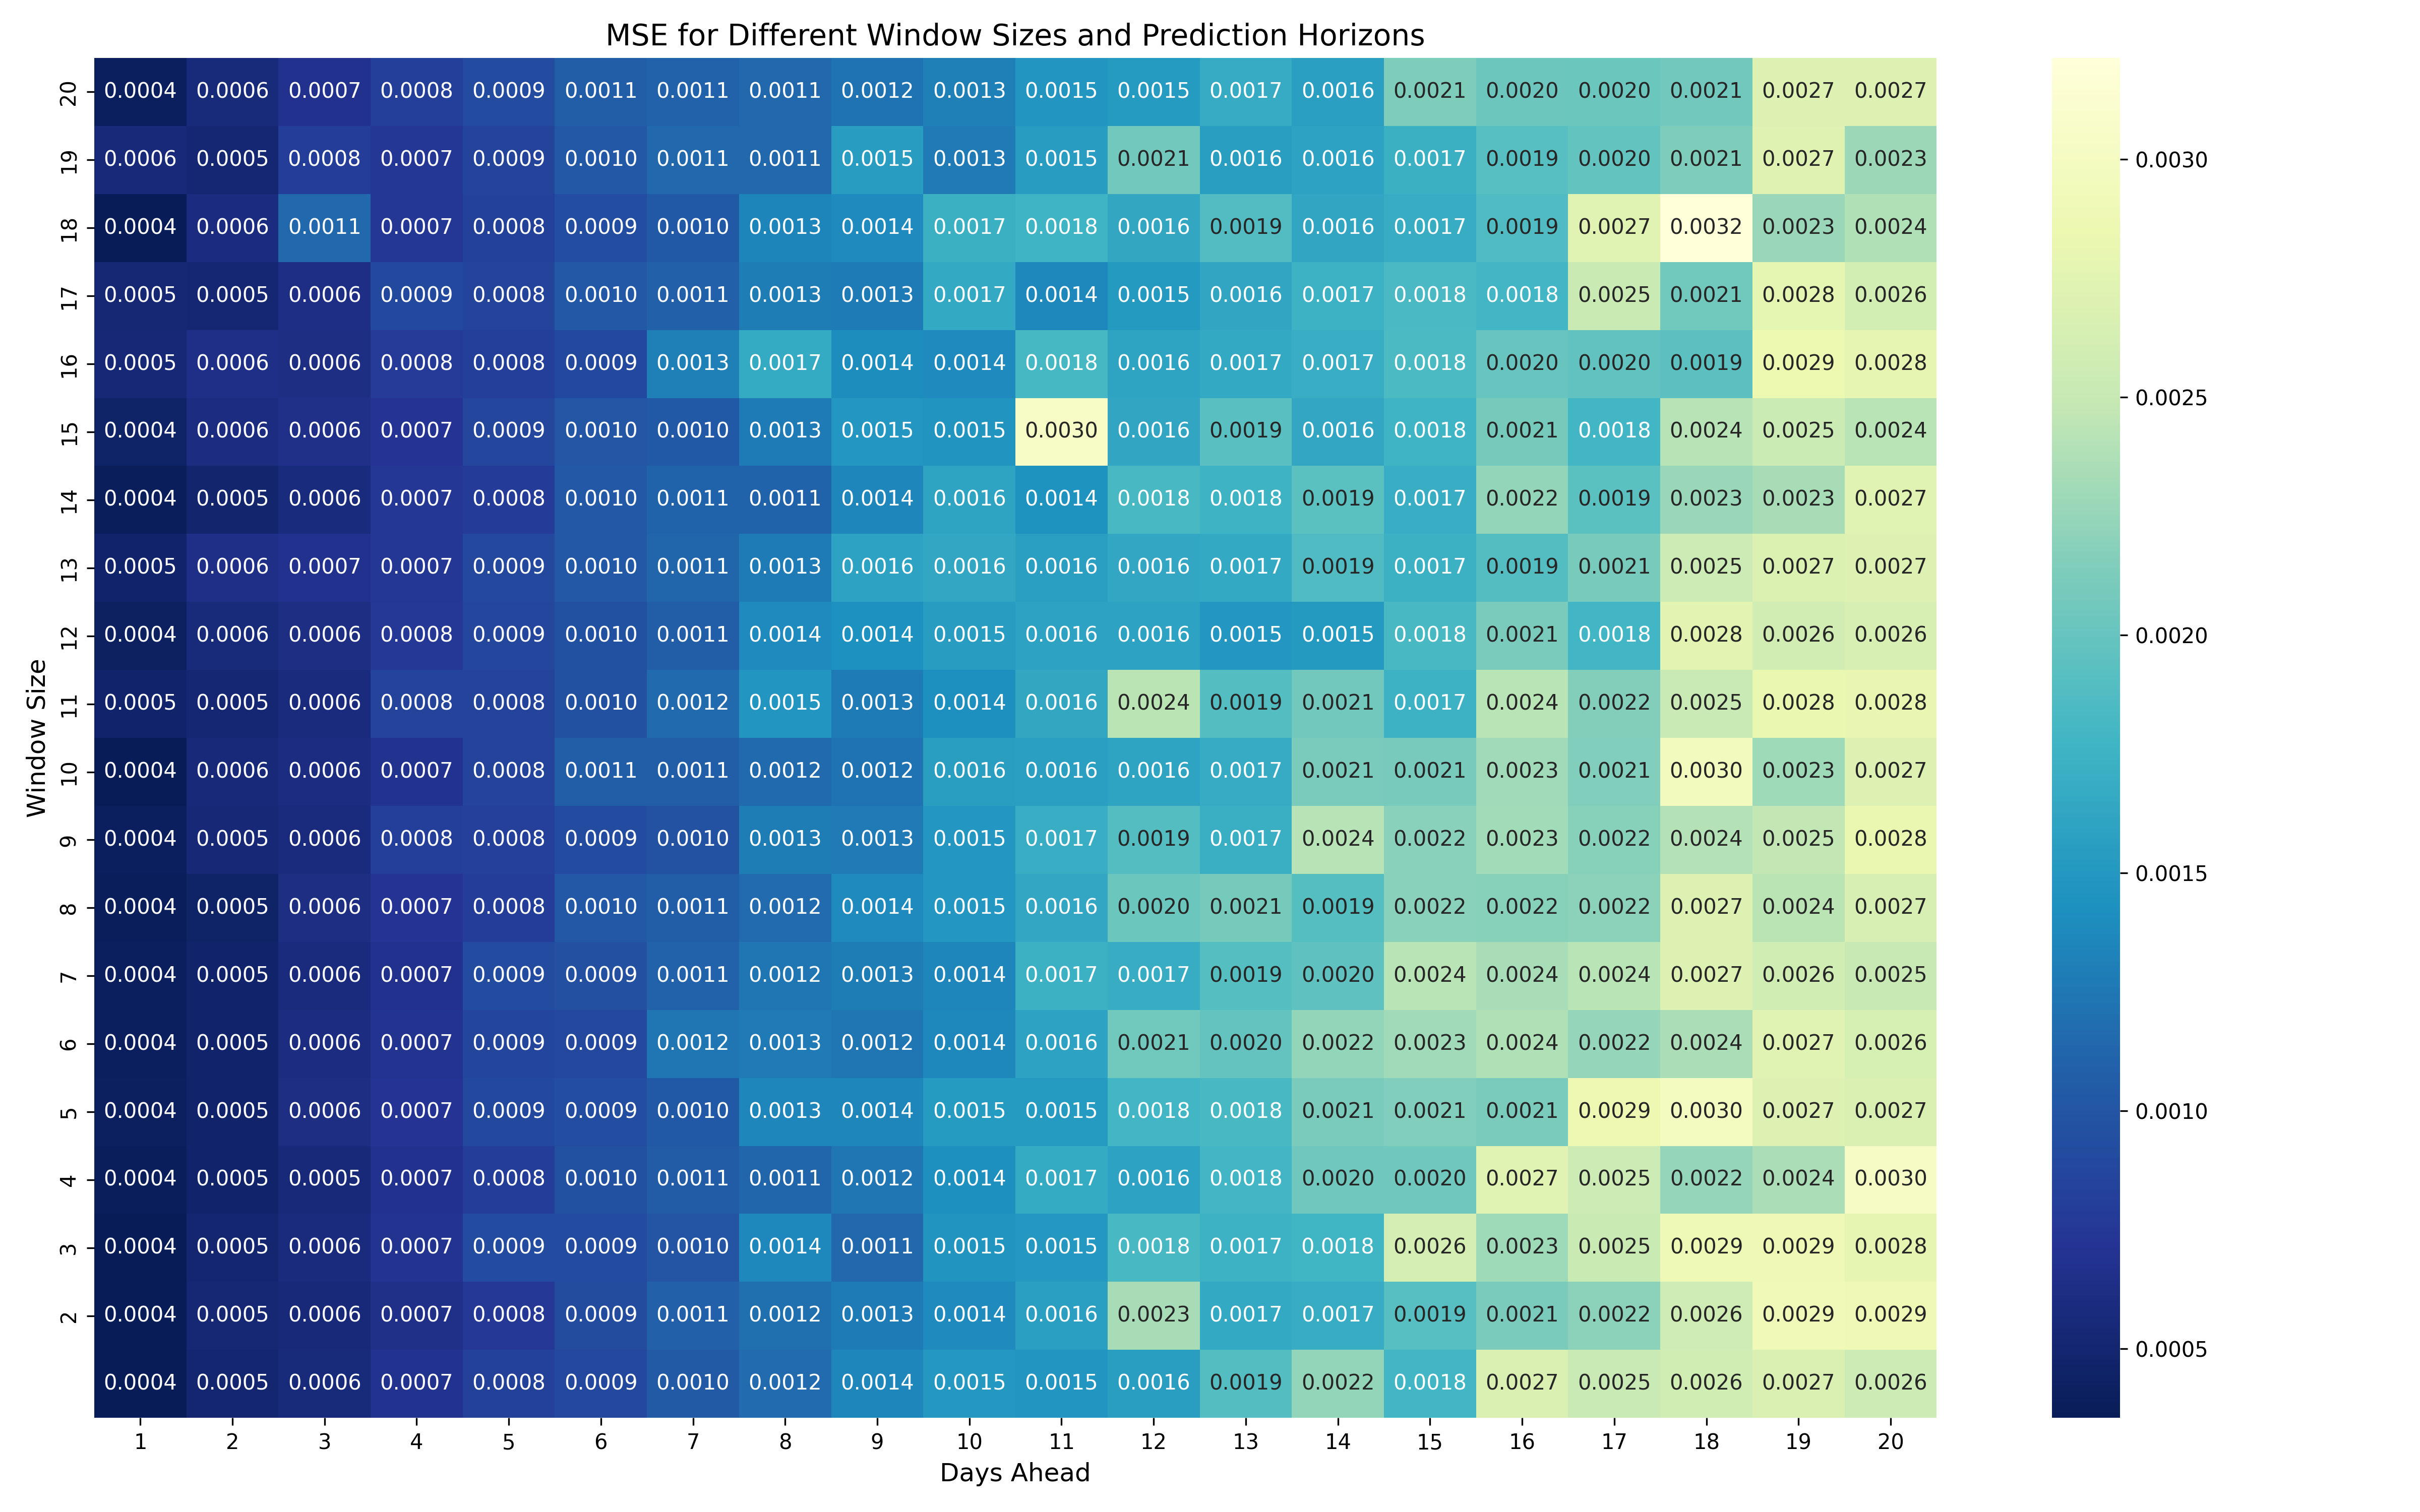 MSE for Different Window Sizes and Prediction Horizons
20 0.0004 0.0006 0.0007 0.0008 0.0009 0.0011 0.0011 0.0011 0.0012 0.0013 0.0015 0.0015 0.0017 0.0016 0.0021 0.0020 0.0020 0.0021 0.0027 0.0027
19 0.0006 0.0005 0.0008 0.0007 0.0009 0.0010 0.0011 0.0011 0.0015 0.0013 0.0015 0.0021 0.0016 0.0016 0.0017 0.0019 0.0020 0.0021 0.0027 0.0023
18 0.0004 0.0006 0.0011 0.0007 0.0008 0.0009 0.0010 0.0013 0.0014 0.0017 0.0018 0.0016 0.0019 0.0016 0.0017 0.0019 0.0027 0.0032 0.0023 0.0024
17 0.0005 0.0005 0.0006 0.0009 0.0008 0.0010 0.0011 0.0013 0.0013 0.0017 0.0014 0.0015 0.0016 0.0017 0.0018 0.0018 0.0025 0.0021 0.0028 0.0026
16 0.0005 0.0006 0.0006 0.0008 0.0008 0.0009 0.0013 0.0017 0.0014 0.0014 0.0018 0.0016 0.0017 0.0017 0.0018 0.0020 0.0020 0.0019 0.0029 0.0028
15 0.0004 0.0006 0.0006 0.0007 0.0009 0.0010 0.0010 0.0013 0.0015 0.0015 0.0030 0.0016 0.0019 0.0016 0.0018 0.0021 0.0018 0.0024 0.0025 0.0024
14 0.0004 0.0005 0.0006 0.0007 0.0008 0.0010 0.0011 0.0011 0.0014 0.0016 0.0014 0.0018 0.0018 0.0019 0.0017 0.0022 0.0019 0.0023 0.0023 0.0027
13 0.0005 0.0006 0.0007 0.0007 0.0009 0.0010 0.0011 0.0013 0.0016 0.0016 0.0016 0.0016 0.0017 0.0019 0.0017 0.0019 0.0021 0.0025 0.0027 0.0027
12 0.0004 0.0006 0.0006 0.0008 0.0009 0.0010 0.0011 0.0014 0.0014 0.0015 0.0016 0.0016 0.0015 0.0015 0.0018 0.0021 0.0018 0.0028 0.0026 0.0026
11 0.0005 0.0005 0.0006 0.0008 0.0008 0.0010 0.0012 0.0015 0.0013 0.0014 0.0016 0.0024 0.0019 0.0021 0.0017 0.0024 0.0022 0.0025 0.0028 0.0028
10 0.0004 0.0006 0.0006 0.0007 0.0008 0.0011 0.0011 0.0012 0.0012 0.0016 0.0016 0.0016 0.0017 0.0021 0.0021 0.0023 0.0021 0.0030 0.0023 0.0027
9 0.0004 0.0005 0.0006 0.0008 0.0008 0.0009 0.0010 0.0013 0.0013 0.0015 0.0017 0.0019 0.0017 0.0024 0.0022 0.0023 0.0022 0.0024 0.0025 0.0028
8 0.0004 0.0005 0.0006 0.0007 0.0008 0.0010 0.0011 0.0012 0.0014 0.0015 0.0016 0.0020 0.0021 0.0019 0.0022 0.0022 0.0022 0.0027 0.0024 0.0027
7 0.0004 0.0005 0.0006 0.0007 0.0009 0.0009 0.0011 0.0012 0.0013 0.0014 0.0017 0.0017 0.0019 0.0020 0.0024 0.0024 0.0024 0.0027 0.0026 0.0025
6 0.0004 0.0005 0.0006 0.0007 0.0009 0.0009 0.0012 0.0013 0.0012 0.0014 0.0016 0.0021 0.0020 0.0022 0.0023 0.0024 0.0022 0.0024 0.0027 0.0026
5 0.0004 0.0005 0.0006 0.0007 0.0009 0.0009 0.0010 0.0013 0.0014 0.0015 0.0015 0.0018 0.0018 0.0021 0.0021 0.0021 0.0029 0.0030 0.0027 0.0027
4 0.0004 0.0005 0.0005 0.0007 0.0008 0.0010 0.0011 0.0011 0.0012 0.0014 0.0017 0.0016 0.0018 0.0020 0.0020 0.0027 0.0025 0.0022 0.0024 0.0030
3 0.0004 0.0005 0.0006 0.0007 0.0009 0.0009 0.0010 0.0014 0.0011 0.0015 0.0015 0.0018 0.0017 0.0018 0.0026 0.0023 0.0025 0.0029 0.0029 0.0028
2 0.0004 0.0005 0.0006 0.0007 0.0008 0.0009 0.0011 0.0012 0.0013 0.0014 0.0016 0.0023 0.0017 0.0017 0.0019 0.0021 0.0022 0.0026 0.0029 0.0029
0.0004 0.0005 0.0006 0.0007 0.0008 0.0009 0.0010 0.0012 0.0014 0.0015 0.0015 0.0016 0.0019 0.0022 0.0018 0.0027 0.0025 0.0026 0.0027 0.0026
1 2 3 4 5 6 7 8 9 10 11 12 13 14 15 16 17 18 19 20
Days Ahead
Window Size
0.0030
0.0025
0.0020
0.0015
0.0010
0.0005